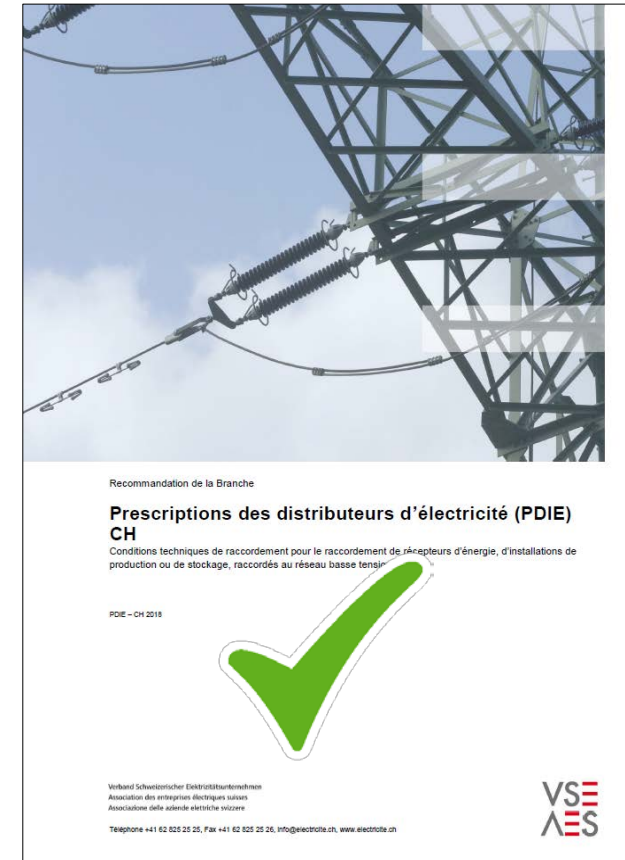 Recommandation de la Branche
Prescriptions des distributeurs d’électricité (PDIE)
CH
Conditions techniques de raccordement pour le raccordement de récepteurs d’énergie, d’installations de
production ou de stockage, raccordés au réseau basse
PDIE – CH 2018
Verband Schweizerischer Elektrizitätsunternehmen
Association des entreprises électriques suisses
Associazione delle aziende elettriche svizzere
Téléphone +41 62 825 25 25, Fax +41 62 825 25 26, info@electricite.ch, www.electricite.ch
VSE
AES